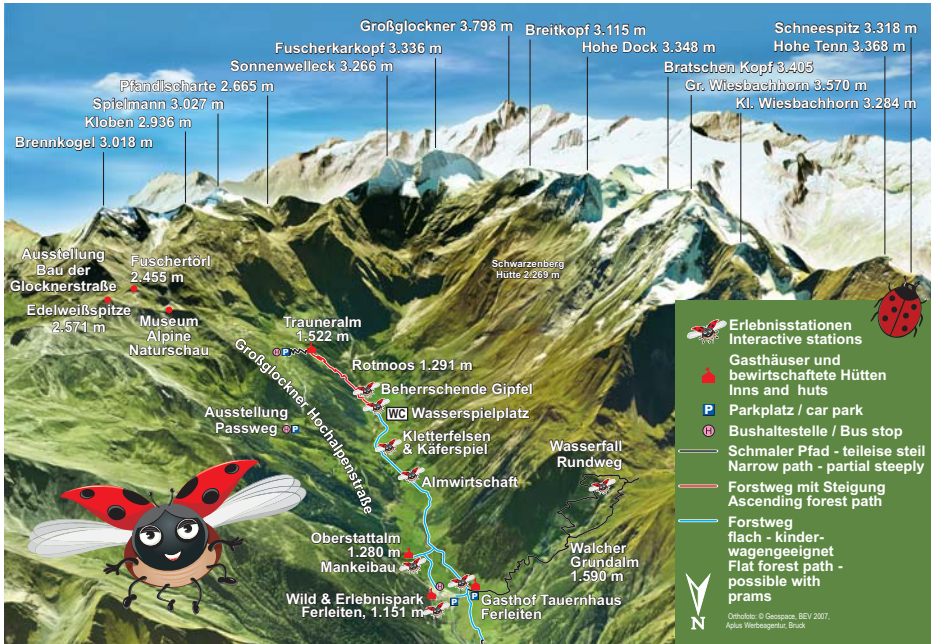 Großglockner 3.798 m
Breitkopf 3.115 m
Schneespitz 3.318 m
Fuscherkarkopf 3.336 m
Hohe Dock 3.348 m
Hohe Tenn 3.368 m
Sonnenwelleck 3.266 m
Bratschen Kopf 3.405
Pfandlscharte 2.665 m
Gr. Wiesbachhorn 3.570 m
Spielmann 3.027 m
Kl. Wiesbachhorn 3.284 m
Kloben 2.936 m
Brennkogel 3.018 m
Ausstellung
Bau der
Glocknerstraße
Fuschertörl
2.455 m
Edelweißspitze
2.571 m
Museum
Alpine
Naturschau
Schwarzenberg
Hütte 2.269 m
Trauneralm
1.522 m
H P
Großglockner Hochalpenstraße
Rotmoos 1.291 m
Beherrschende Gipfel
WC Wasserspielplatz
Ausstellung
Passweg H P
Kletterfelsen
& Käferspiel
Almwirtschaft
Wasserfall
Rundweg
Oberstattalm
1.280 m
Mankeibau
Walcher
Grundalm
1.590 m
Wild & Erlebnispark
Ferleiten, 1.151 m
H
P
P
Gasthof Tauernhaus
Ferleiten
Erlebnisstationen
Interactive stations
Gasthäuser und
bewirtschaftete Hütten
Inns and huts
P Parkplatz / car park
H Bushaltestelle / Bus stop
Schmaler Pfad - teileise steil
Narrow path - partial steeply
Forstweg mit Steigung
Ascending forest path
Forstweg
flach - kinder-
wagengeeignet
Flat forest path -
possible with
prams
N
Orthofoto: © Geospace, BEV 2007,
Aplus Werbeagentur, Bruck